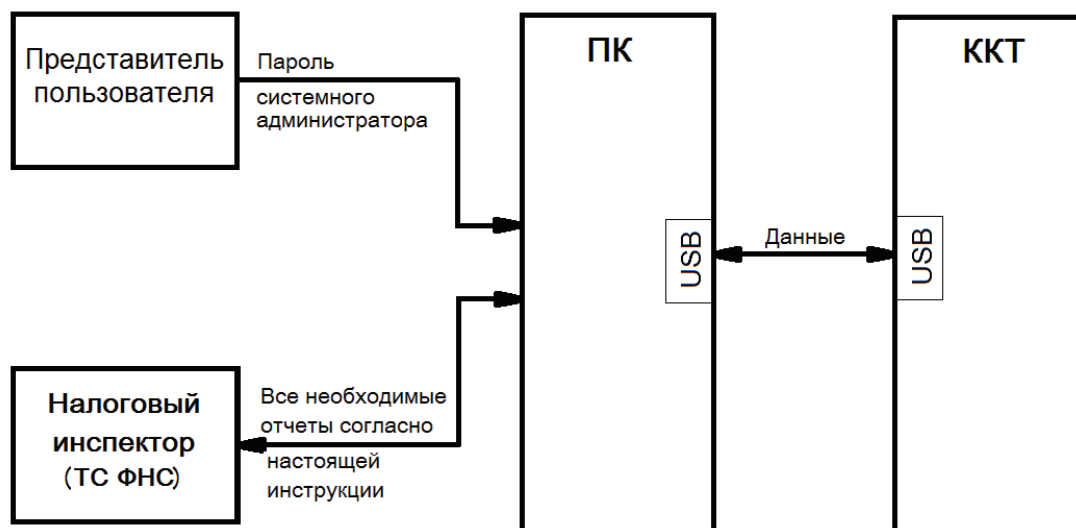 Представитель
пользователя
Пароль
системного
администратора
ПК
ККТ
USB
Данные
USB
Налоговый
инспектор
(ТС ФНС)
Все необходимые
отчеты согласно
настоящей
инструкции